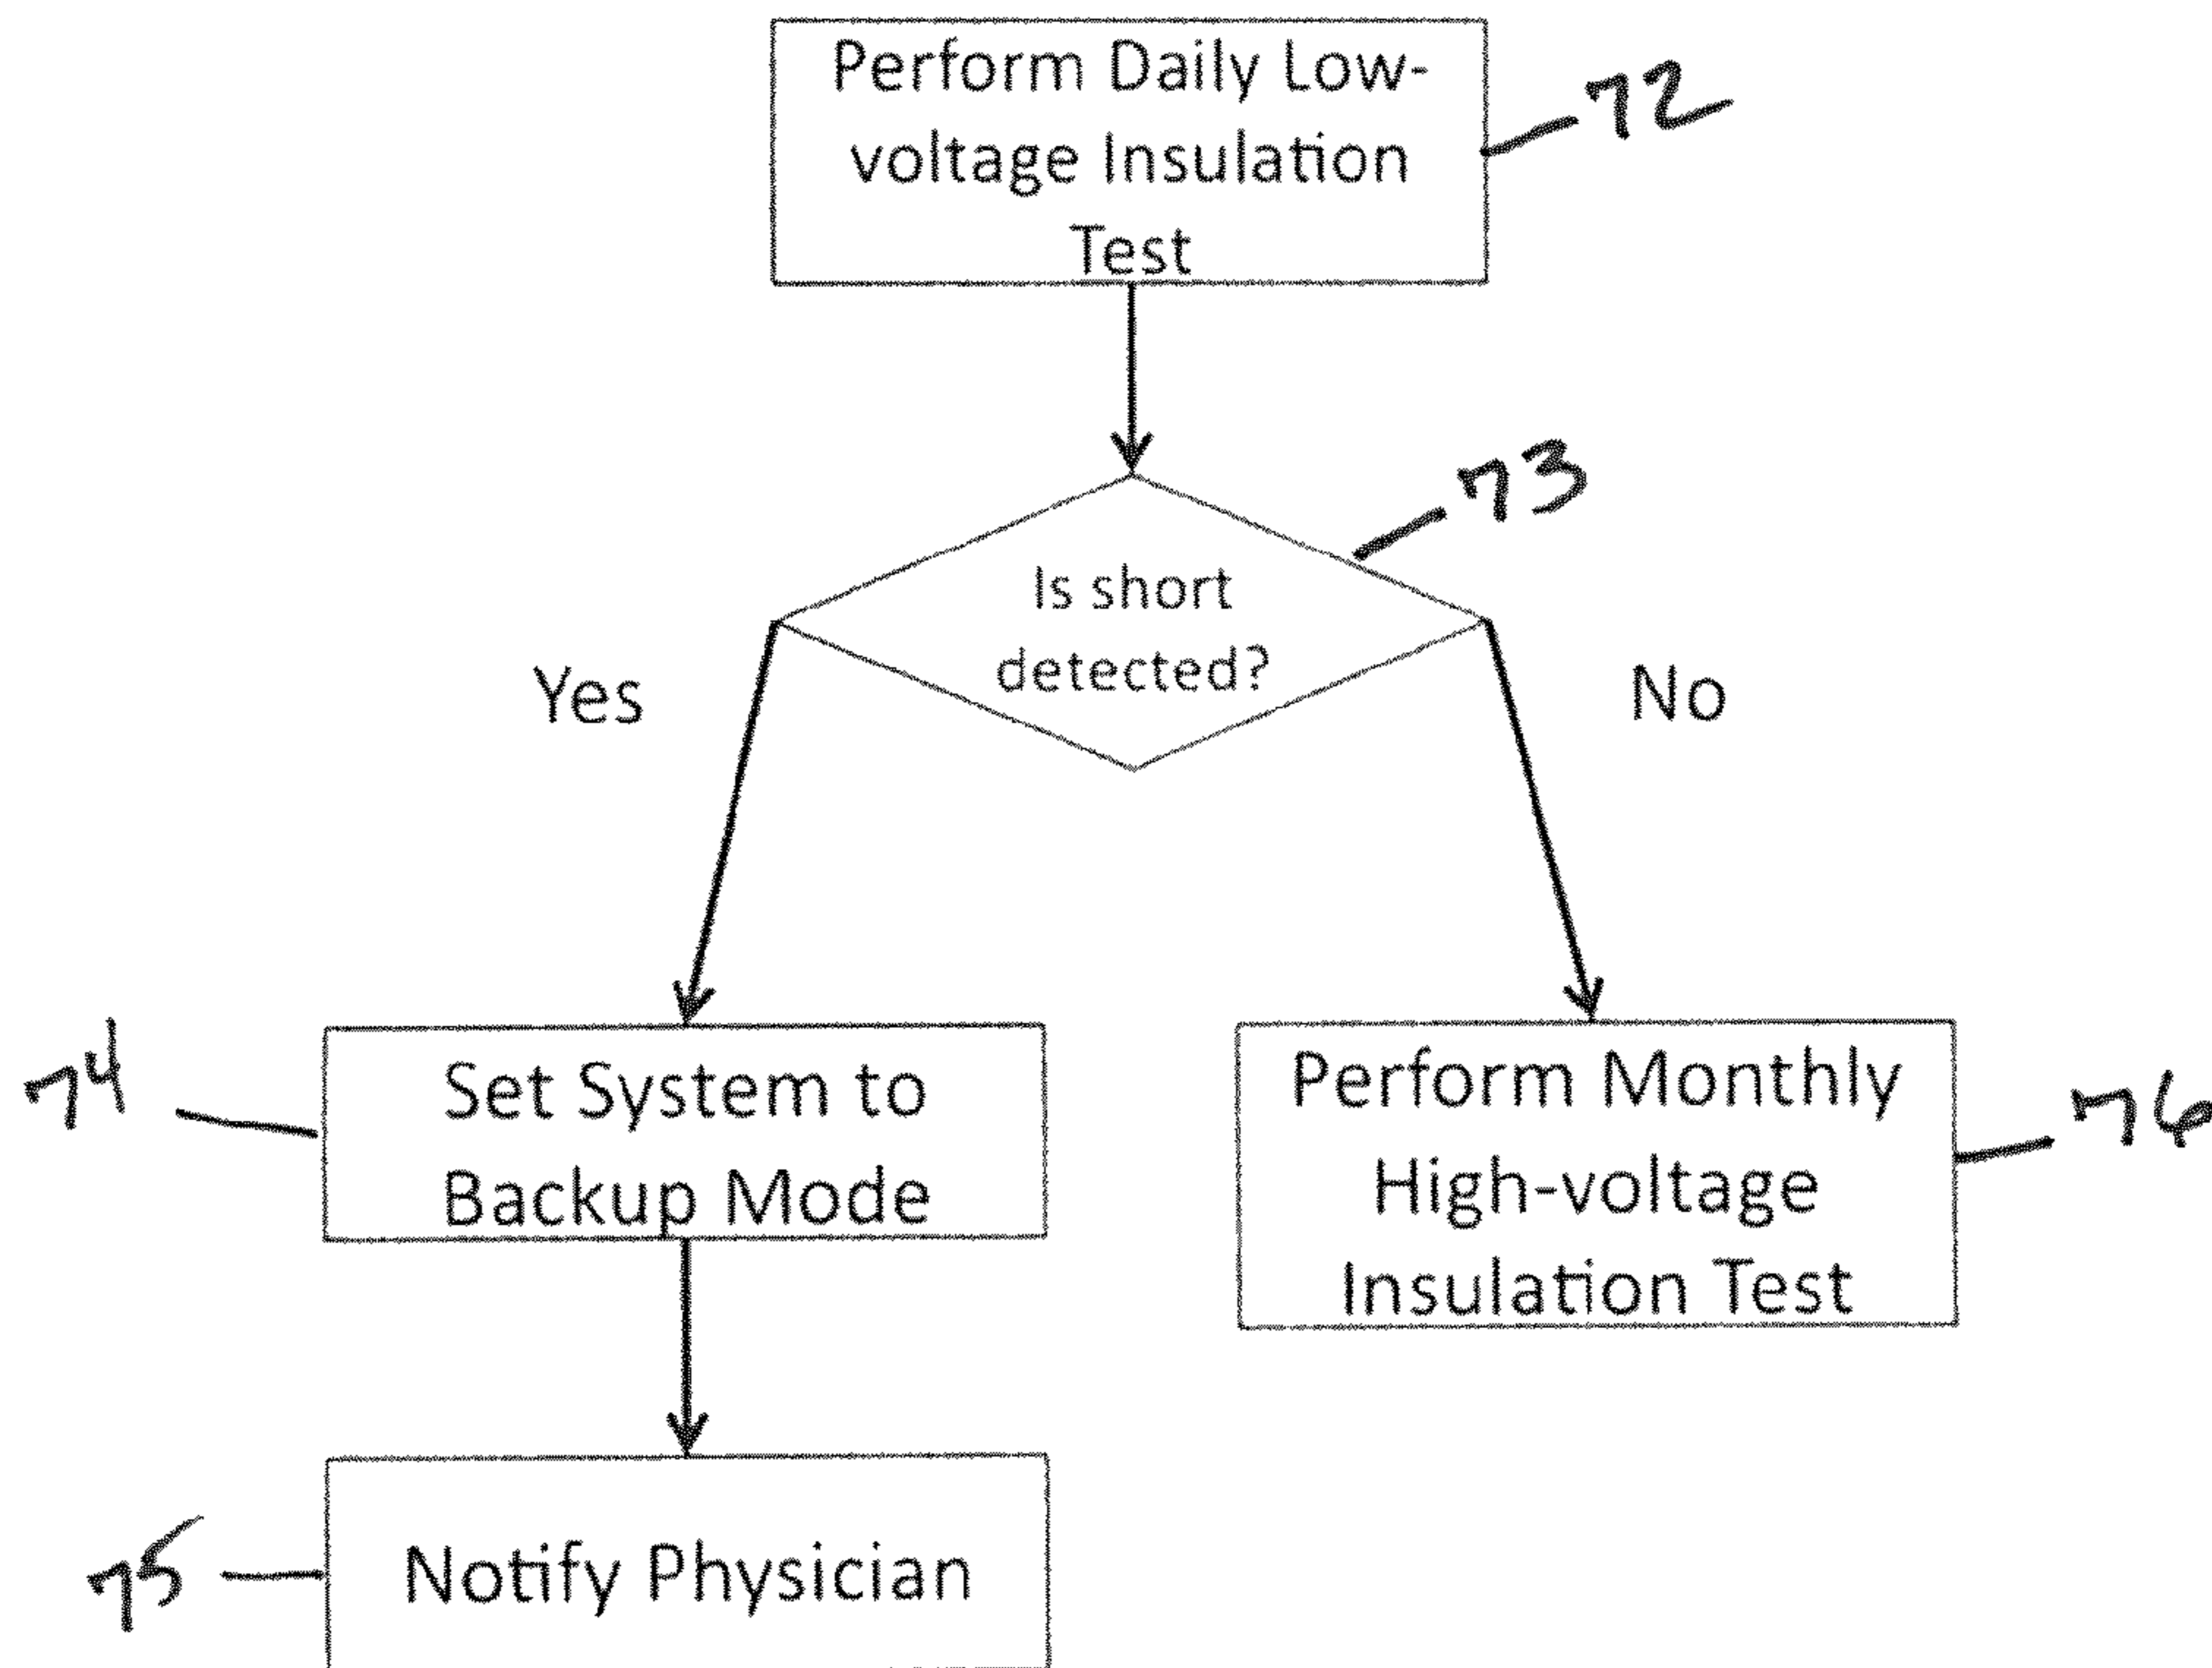 Perform Daily Low-
voltage Insulation
Test
72
73
Is short
detected?
Yes
No
74
Set System to
Backup Mode
Perform Monthly
High-voltage
Insulation Test
76
75
Notify Physician